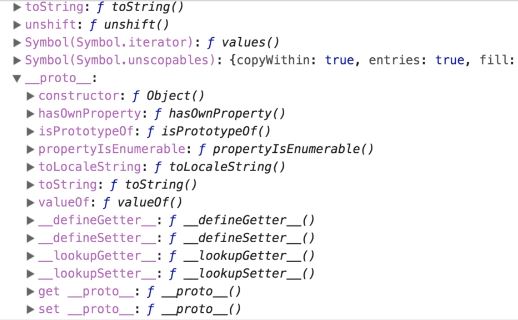 toString: ƒ toString()
unshift: ƒ unshift()
Symbol(Symbol.iterator): ƒ values()
Symbol(Symbol.unscopables): {copyWithin: true, entries: true, fill:
__proto__:
constructor: ƒ Object()
hasOwnProperty: ƒ hasOwnProperty()
isPrototypeOf: ƒ isPrototypeOf()
propertyIsEnumerable: ƒ propertyIsEnumerable()
toLocaleString: ƒ toLocaleString()
toString: ƒ toString()
valueOf: ƒ valueOf()
__defineGetter__: ƒ __defineGetter__()
__defineSetter__: ƒ __defineSetter__()
__lookupGetter__: ƒ __lookupGetter__()
__lookupSetter__: ƒ __lookupSetter__()
get __proto__: ƒ __proto__()
set __proto__: ƒ __proto__()